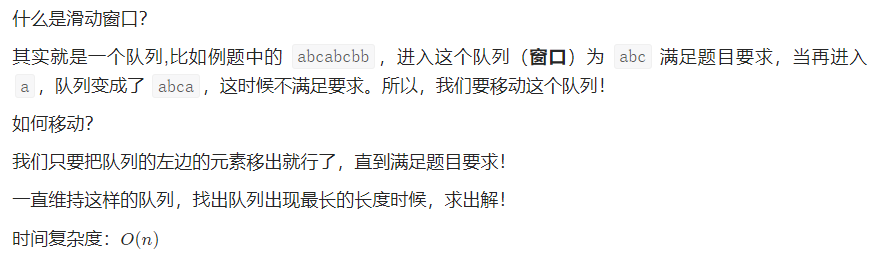 什么是滑动窗口?
其实就是一个队列,比如例题中的 abcabcbb，进入这个队列（窗口）为 abc 满足题目要求，当再进入
a，队列变成了 abca，这时候不满足要求。所以，我们要移动这个队列！
如何移动?
我们只要把队列的左边的元素移出就行了，直到满足题目要求！
一直维持这样的队列，找出队列出现最长的长度时候，求出解！
时间复杂度：O(n)